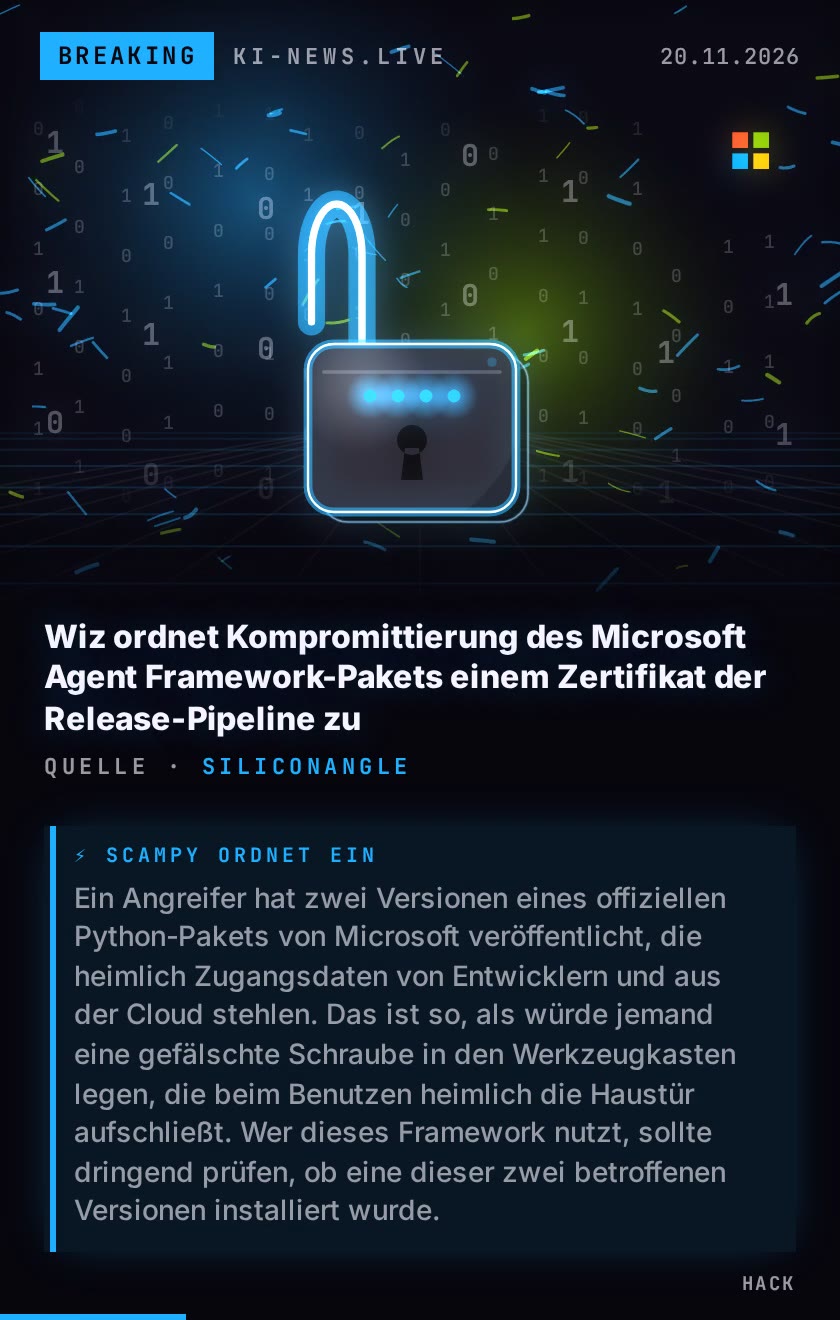 BREAKING KI-NEWS.LIVE 20.11.2026
Wiz ordnet Kompromittierung des Microsoft
Agent Framework-Pakets einem Zertifikat der
Release-Pipeline zu
QUELLE · SILICONANGLE
⚡ SCAMPY ORDNET EIN
Ein Angreifer hat zwei Versionen eines offiziellen
Python-Pakets von Microsoft veröffentlicht, die
heimlich Zugangsdaten von Entwicklern und aus
der Cloud stehlen. Das ist so, als würde jemand
eine gefälschte Schraube in den Werkzeugkasten
legen, die beim Benutzen heimlich die Haustür
aufschließt. Wer dieses Framework nutzt, sollte
dringend prüfen, ob eine dieser zwei betroffenen
Versionen installiert wurde.
HACK